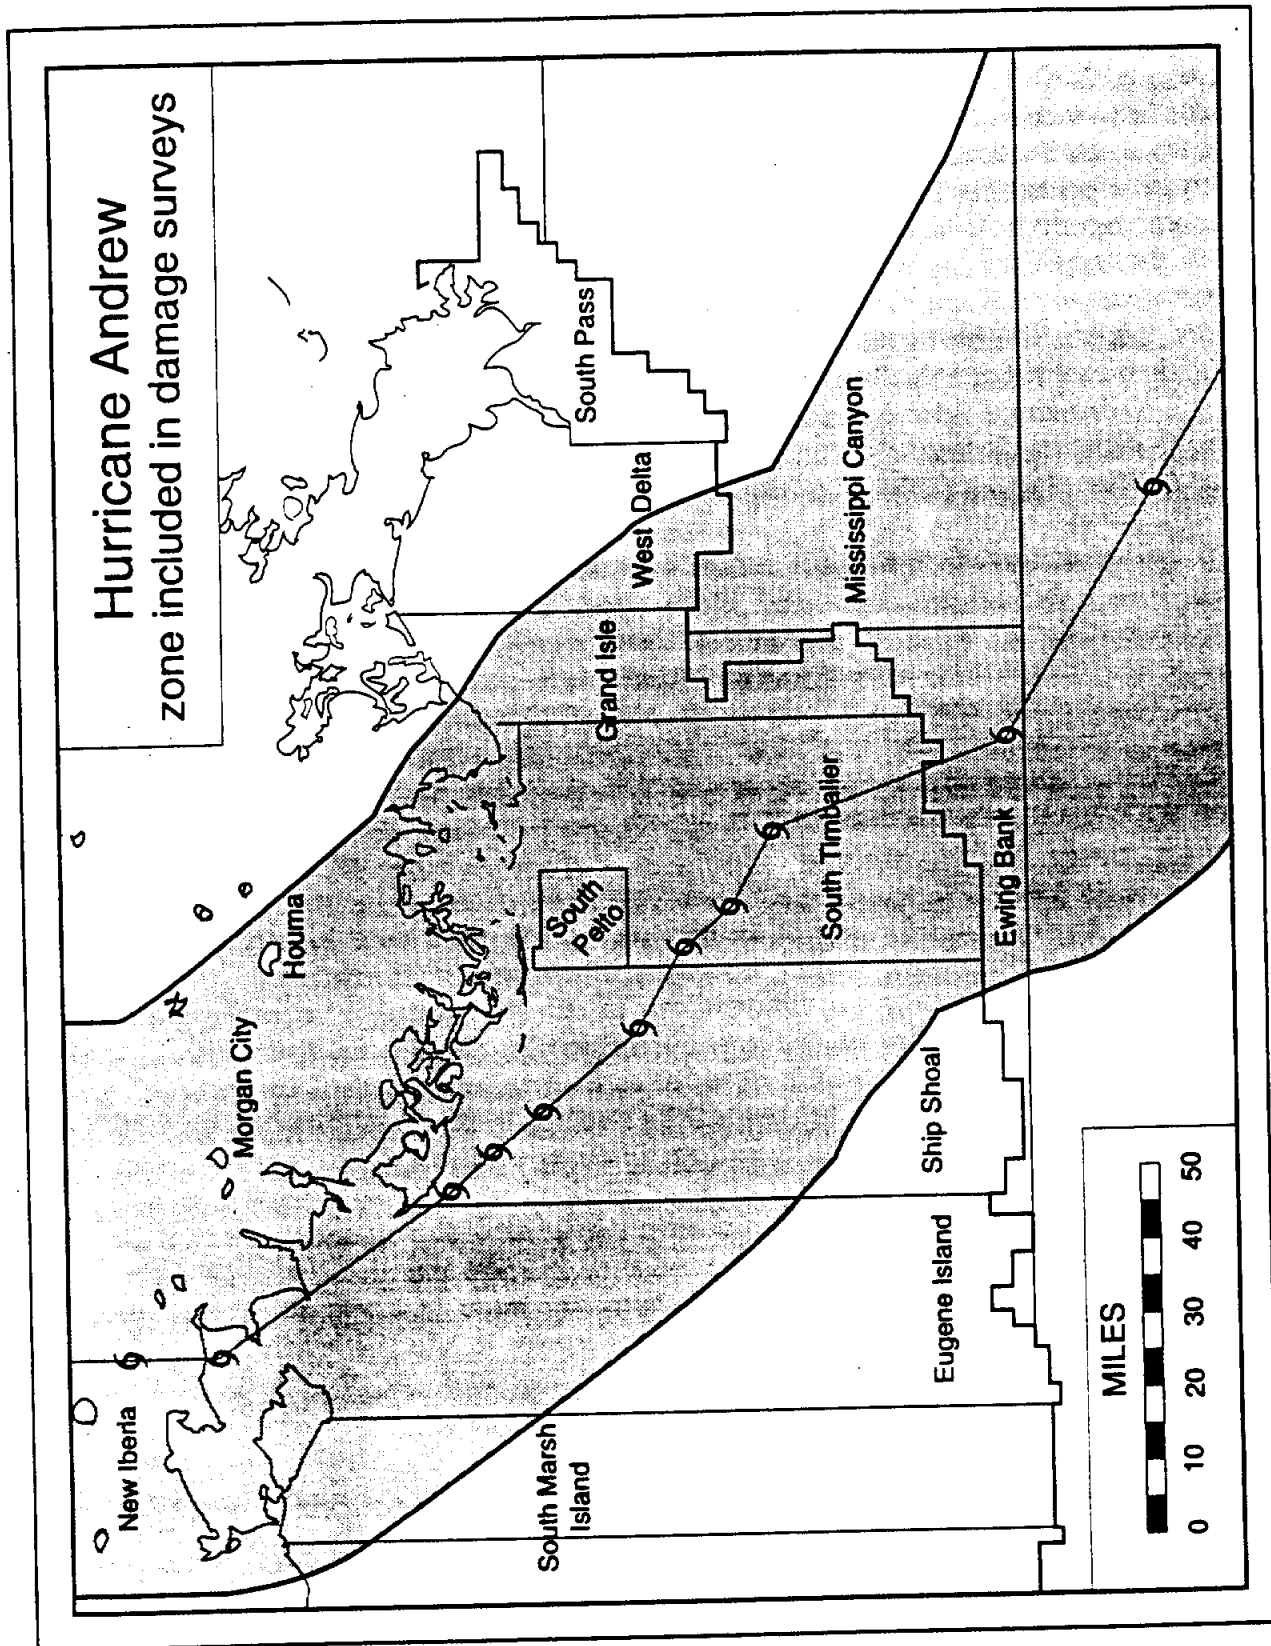 Hurricane Andrew
zone included in damage surveys
New Iberia
Morgan City
Houma
South Marsh
Island
Eugene Island
Ship Shoal
South
Pelto
South Timbalier
Ewing Bank
Grand Isle
West Delta
South Pass
Mississippi Canyon
MILES
0 10 20 30 40 50